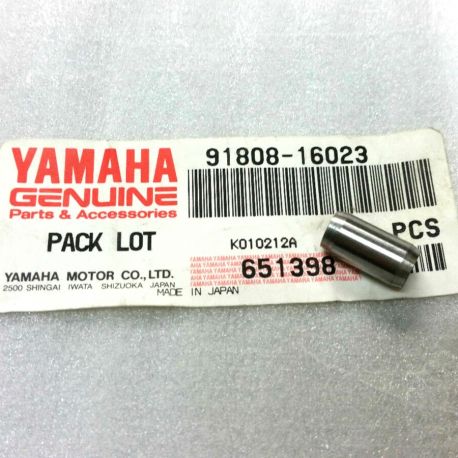 YAMAHA
GENUINE
Parts & Accessories
91808-16023
PACK LOT
K010212A
PCS
651398
YAMAHA MOTOR CO.,LTD.
2500 SHINGAI IWATA SHIZUOKA JAPAN
MADE IN JAPAN